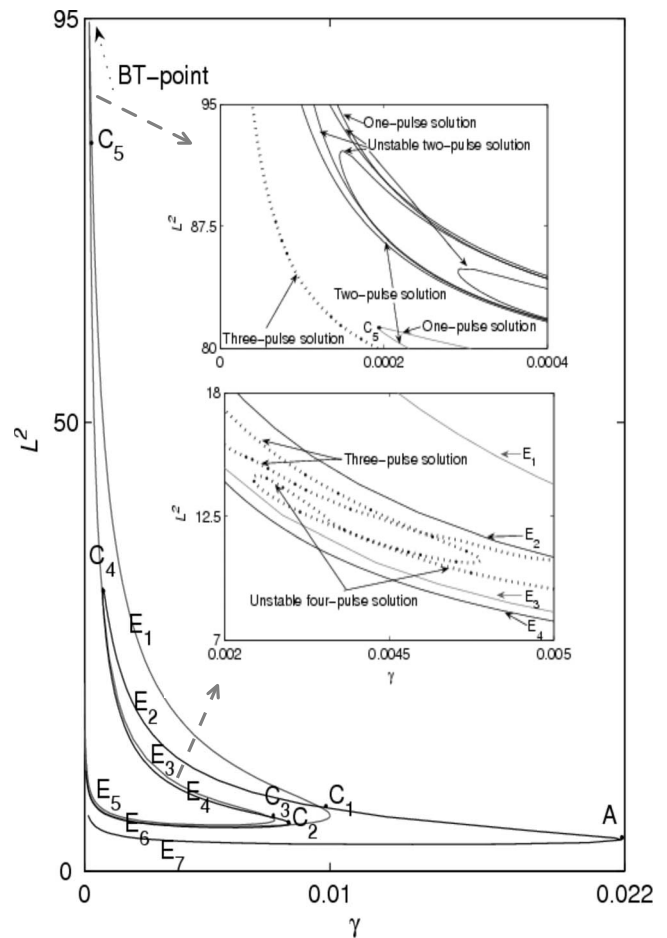 95
BT-point
C5
95
One-pulse solution
Unstable two-pulse solution
L2
87.5
Two-pulse solution
Three-pulse solution
C5
One-pulse solution
80
0
0.0002
0.0004
L2
50
18
Three-pulse solution
E1
L2
12.5
E2
Unstable four-pulse solution
E3
E4
7
0.002
0.0045
0.005
γ
C4
E1
E2
E3
E4
E5
E6
E7
C3
C2
C1
A
0
0
0.01
0.022
γ